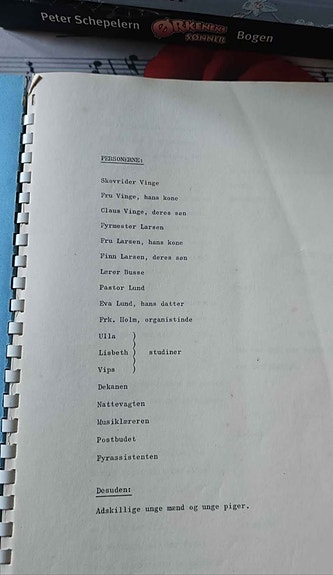 Peter Schepelern ØRKENENS SØNNER Bogen
PERSONERNE:
Skovrider Vinge
Fru Vinge, hans kone
Claus Vinge, deres søn
Fyrmester Larsen
Fru Larsen, hans kone
Finn Larsen, deres søn
Lærer Busse
Pastor Lund
Eva Lund, hans datter
Frk. Holm, organistinde
Ulla
Lisbeth } studiner
Vips
Dekanen
Nattevagten
Musiklæreren
Postbudet
Fyrassistenten
Desuden:
Adskillige unge mænd og unge piger.